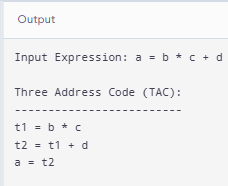 Output
Input Expression: a = b * c + d
Three Address Code (TAC):
-------------------------
t1 = b * c
t2 = t1 + d
a = t2